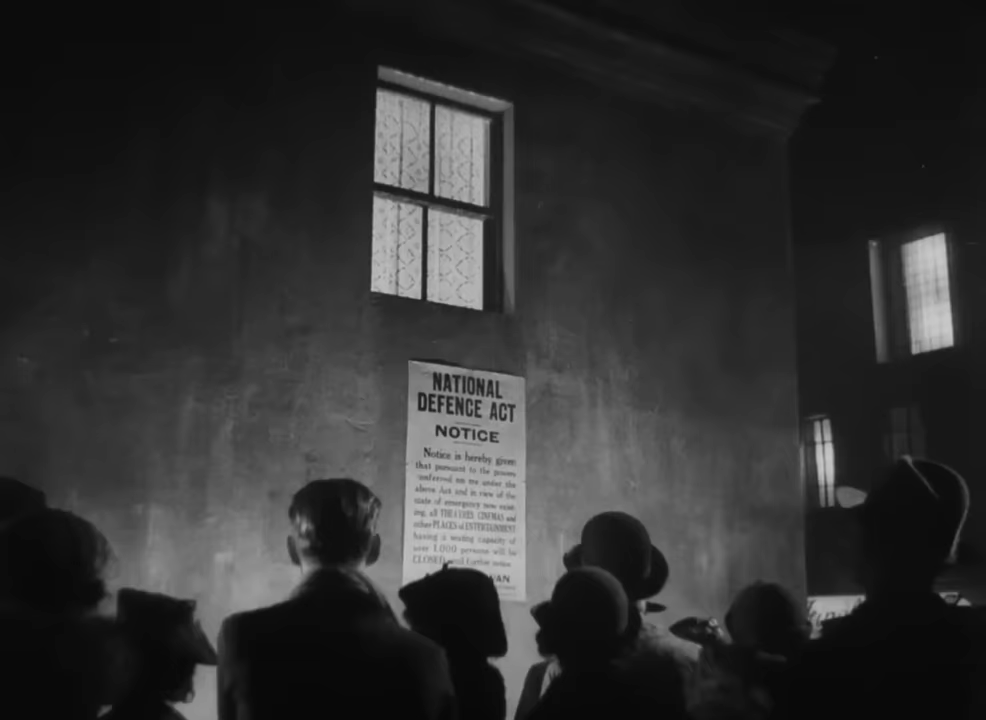 NATIONAL
DEFENCE ACT
NOTICE
Notice is hereby given
that pursuant to the powers
conferred on me under the
above Act and in view of the
state of emergency now exist-
ing, all THEATRES, CINEMAS and
other PLACES of ENTERTAINMENT
having a seating capacity of
over 1,000 persons will be
CLOSED until further notice.
VAN